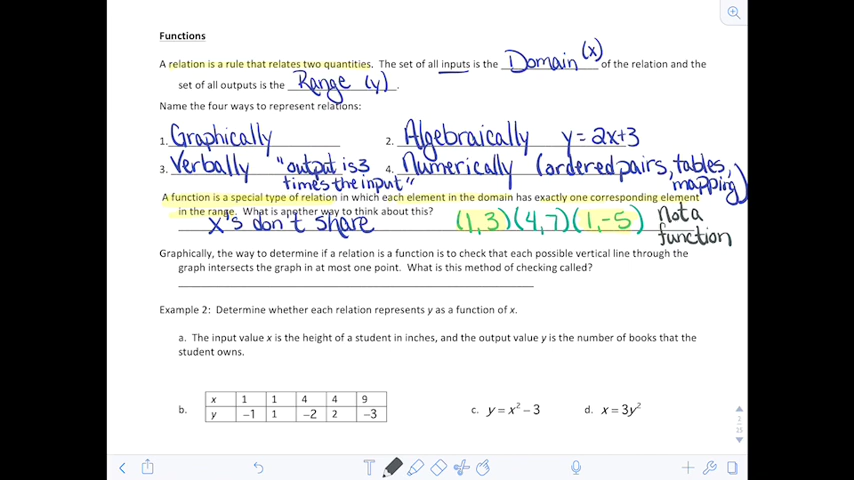 Functions
A relation is a rule that relates two quantities. The set of all inputs is the Domain (x) of the relation and the
set of all outputs is the Range (y).
Name the four ways to represent relations:
1. Graphically 2. Algebraically y = 2x+3
3. Verbally "output is 3 times the input" 4. Numerically (ordered pairs, tables, mapping)
A function is a special type of relation in which each element in the domain has exactly one corresponding element
in the range. What is another way to think about this?
x's don't share (1,3)(4,7)(1,-5) not a function
Graphically, the way to determine if a relation is a function is to check that each possible vertical line through the
graph intersects the graph in at most one point. What is this method of checking called?
Example 2: Determine whether each relation represents y as a function of x.
a. The input value x is the height of a student in inches, and the output value y is the number of books that the
student owns.
b. x 1 1 4 4 9
y −1 1 −2 2 −3
c. y = x² − 3 d. x = 3y²
2
25
T